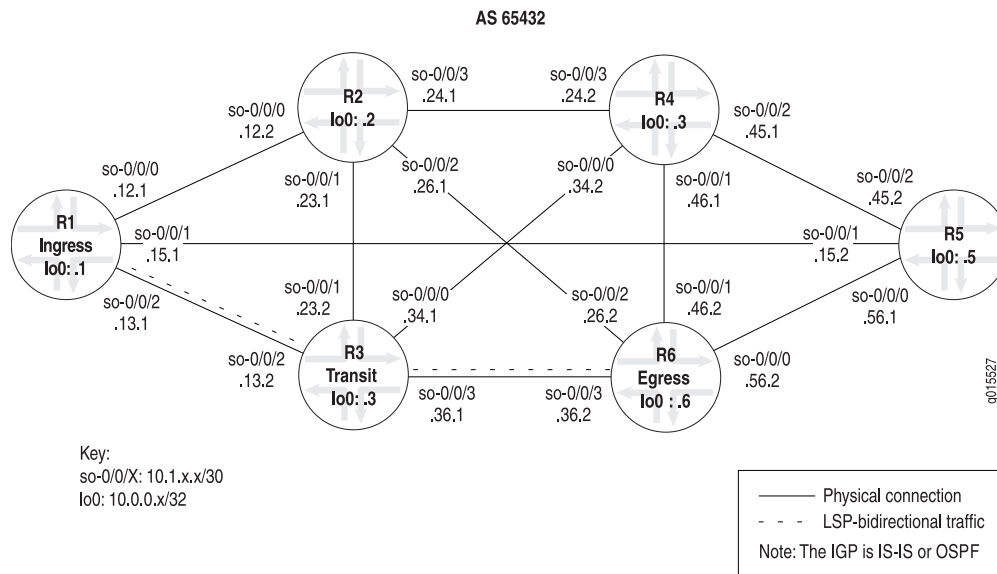 AS 65432
R2
lo0: .2
so-0/0/3
.24.1
so-0/0/3
.24.2
R4
lo0: .3
so-0/0/0
.12.2
so-0/0/2
.45.1
so-0/0/2
.26.1
so-0/0/0
.34.2
so-0/0/0
.12.1
so-0/0/1
.23.1
so-0/0/1
.46.1
so-0/0/2
.45.2
R1
Ingress
lo0: .1
so-0/0/1
.15.1
so-0/0/1
.15.2
R5
lo0: .5
so-0/0/2
.13.1
so-0/0/1
.23.2
so-0/0/0
.34.1
so-0/0/2
.26.2
so-0/0/1
.46.2
so-0/0/0
.56.1
so-0/0/2
.13.2
R3
Transit
lo0: .3
so-0/0/3
.36.1
so-0/0/3
.36.2
R6
Egress
lo0 : .6
so-0/0/0
.56.2
g015527
Key:
so-0/0/X: 10.1.x.x/30
lo0: 10.0.0.x/32
Physical connection
LSP-bidirectional traffic
Note: The IGP is IS-IS or OSPF